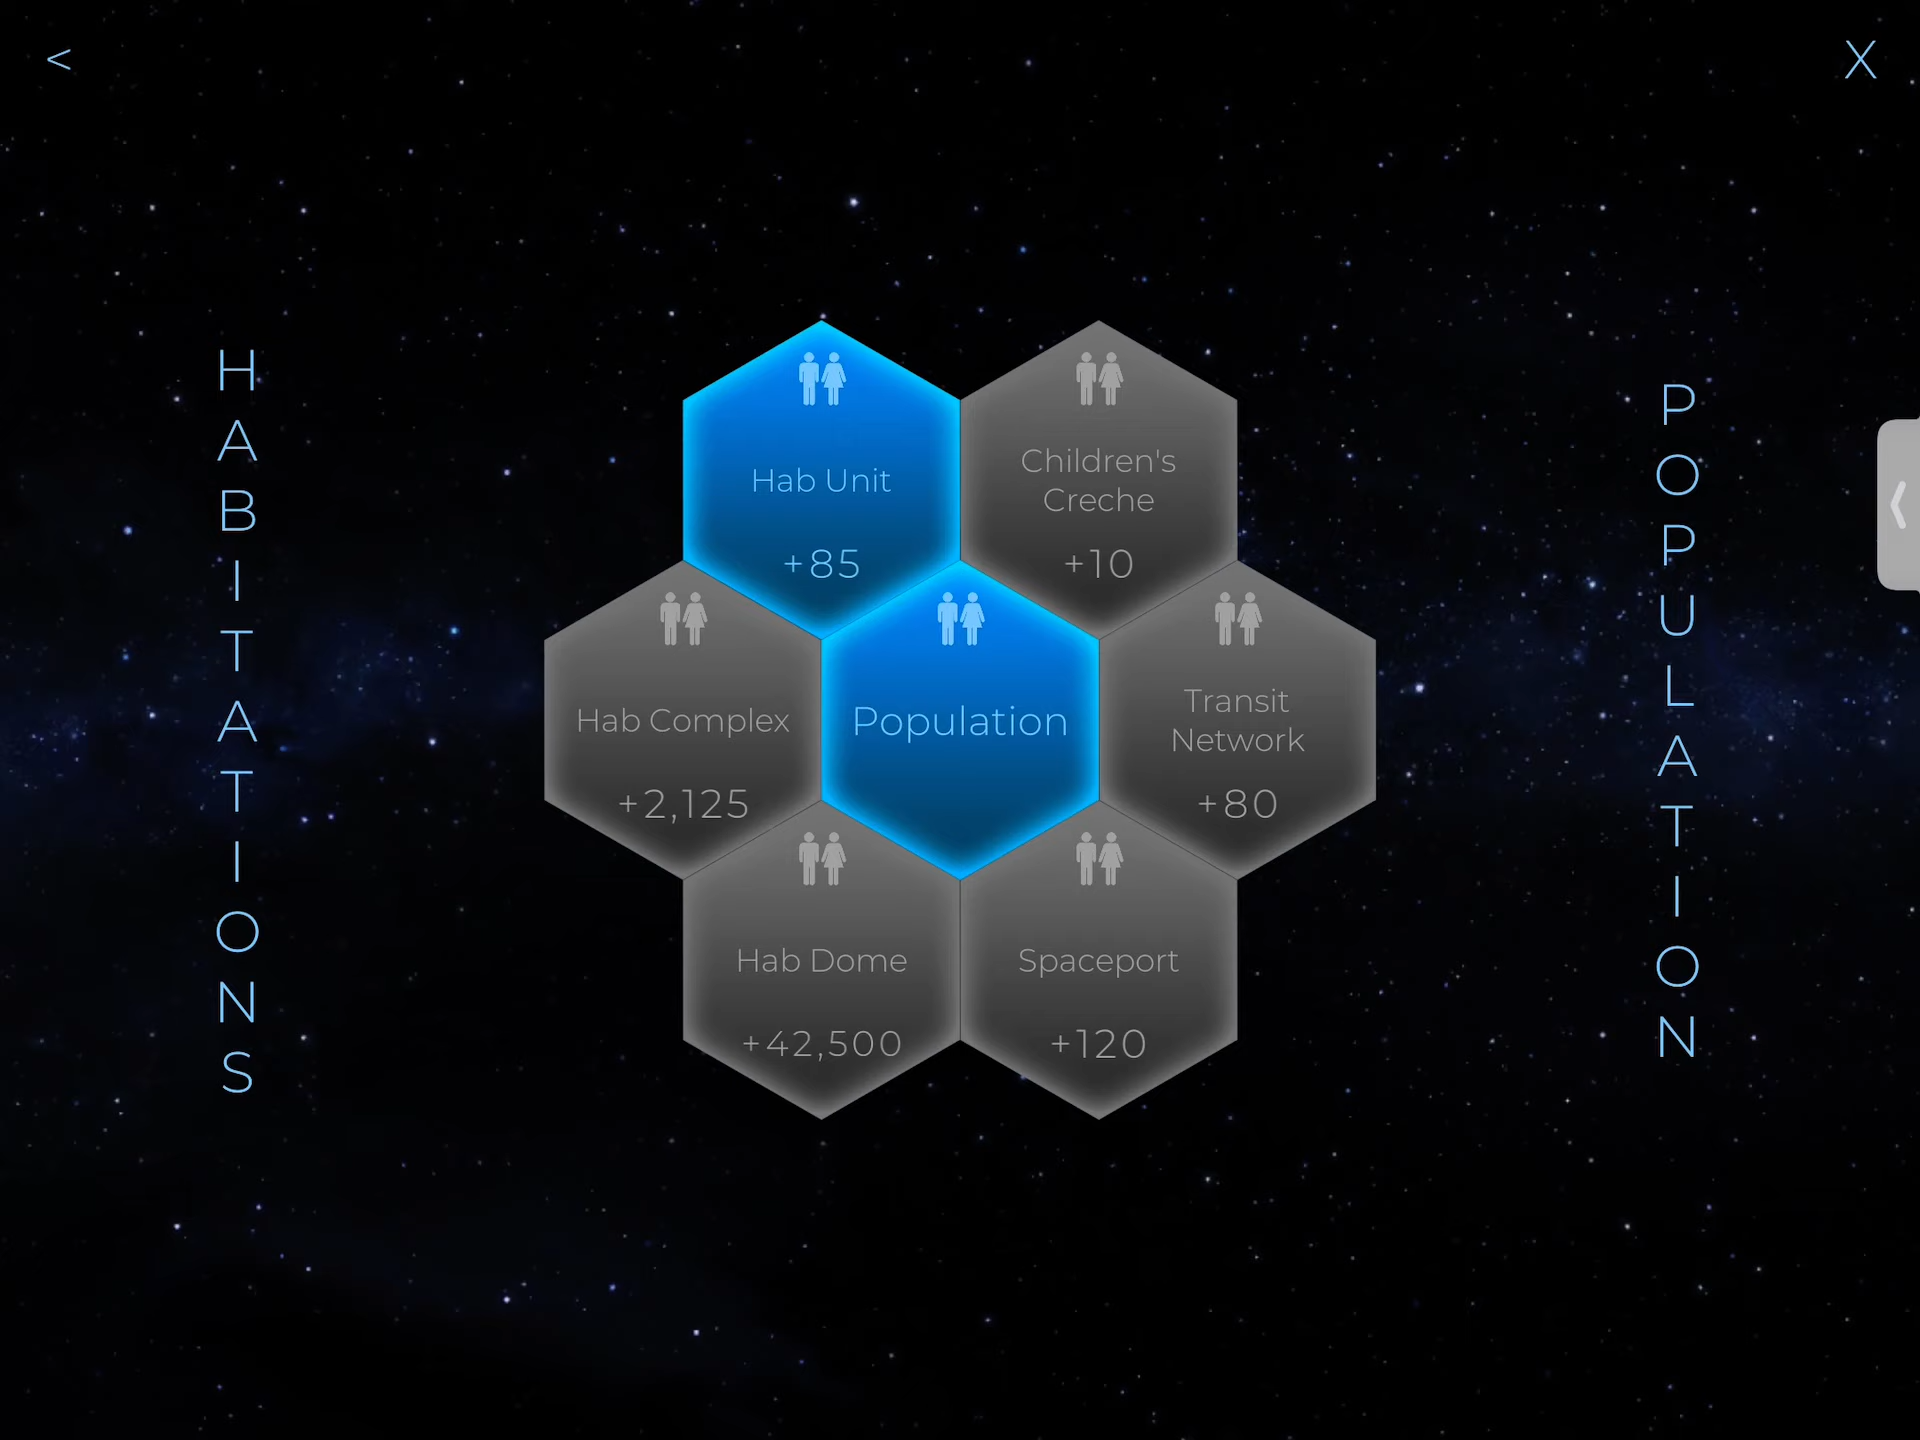 <
X
HABITATIONS
Hab Unit
+85
Children's
Creche
+10
Hab Complex
+2,125
Population
Transit
Network
+80
Hab Dome
+42,500
Spaceport
+120
POPULATION